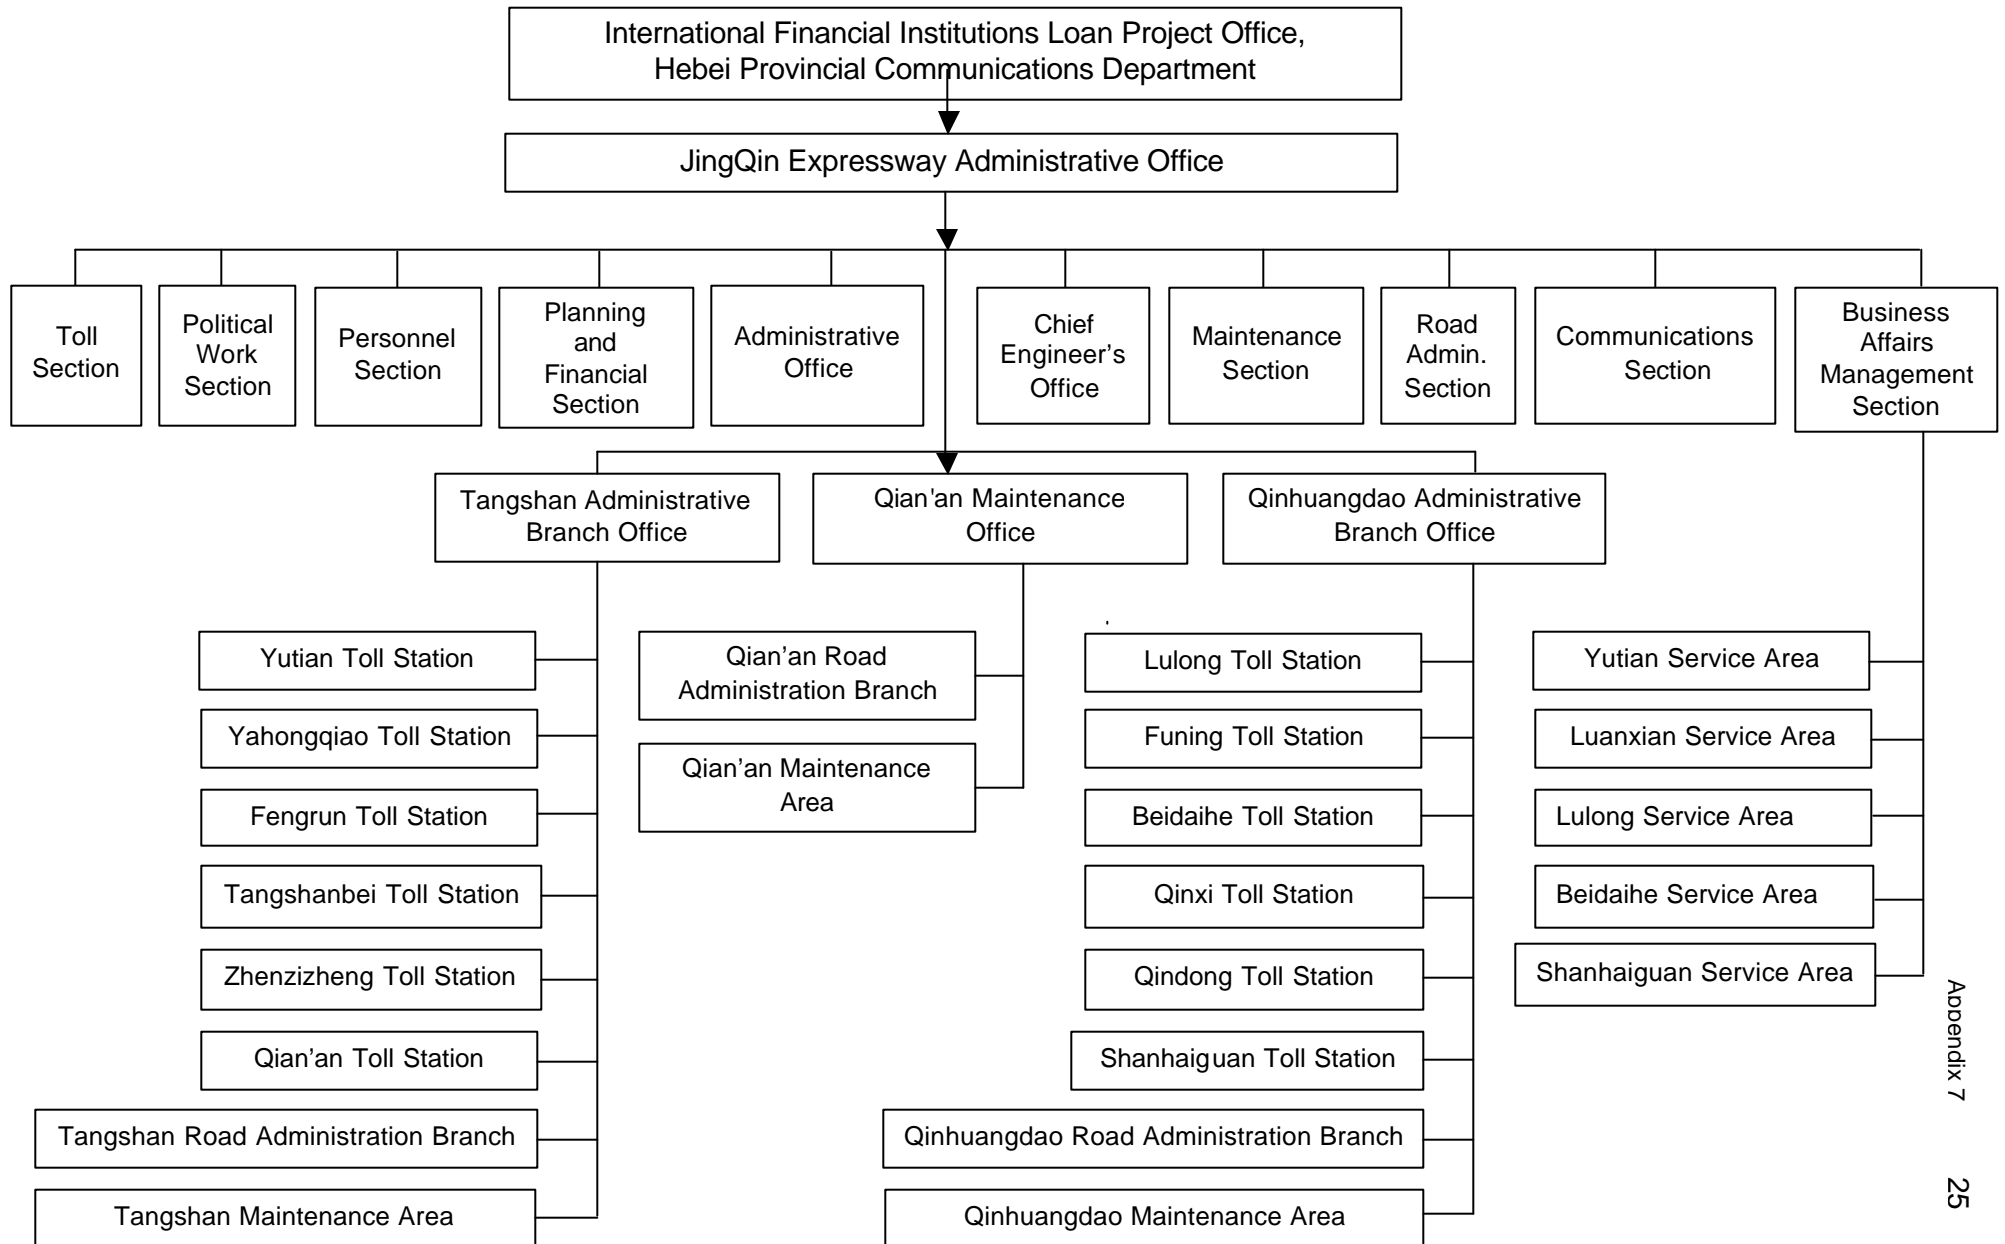 International Financial Institutions Loan Project Office,
Hebei Provincial Communications Department
JingQin Expressway Administrative Office
Toll
Section
Political
Work
Section
Personnel
Section
Planning
and
Financial
Section
Administrative
Office
Chief
Engineer’s
Office
Maintenance
Section
Road
Admin.
Section
Communications
Section
Business
Affairs
Management
Section
Tangshan Administrative
Branch Office
Qian'an Maintenance
Office
Qinhuangdao Administrative
Branch Office
Yutian Toll Station
Yahongqiao Toll Station
Fengrun Toll Station
Tangshanbei Toll Station
Zhenzizheng Toll Station
Qian’an Toll Station
Tangshan Road Administration Branch
Tangshan Maintenance Area
Qian’an Road
Administration Branch
Qian’an Maintenance
Area
Lulong Toll Station
Funing Toll Station
Beidaihe Toll Station
Qinxi Toll Station
Qindong Toll Station
Shanhaiguan Toll Station
Qinhuangdao Road Administration Branch
Qinhuangdao Maintenance Area
Yutian Service Area
Luanxian Service Area
Lulong Service Area
Beidaihe Service Area
Shanhaiguan Service Area
Appendix 7 25